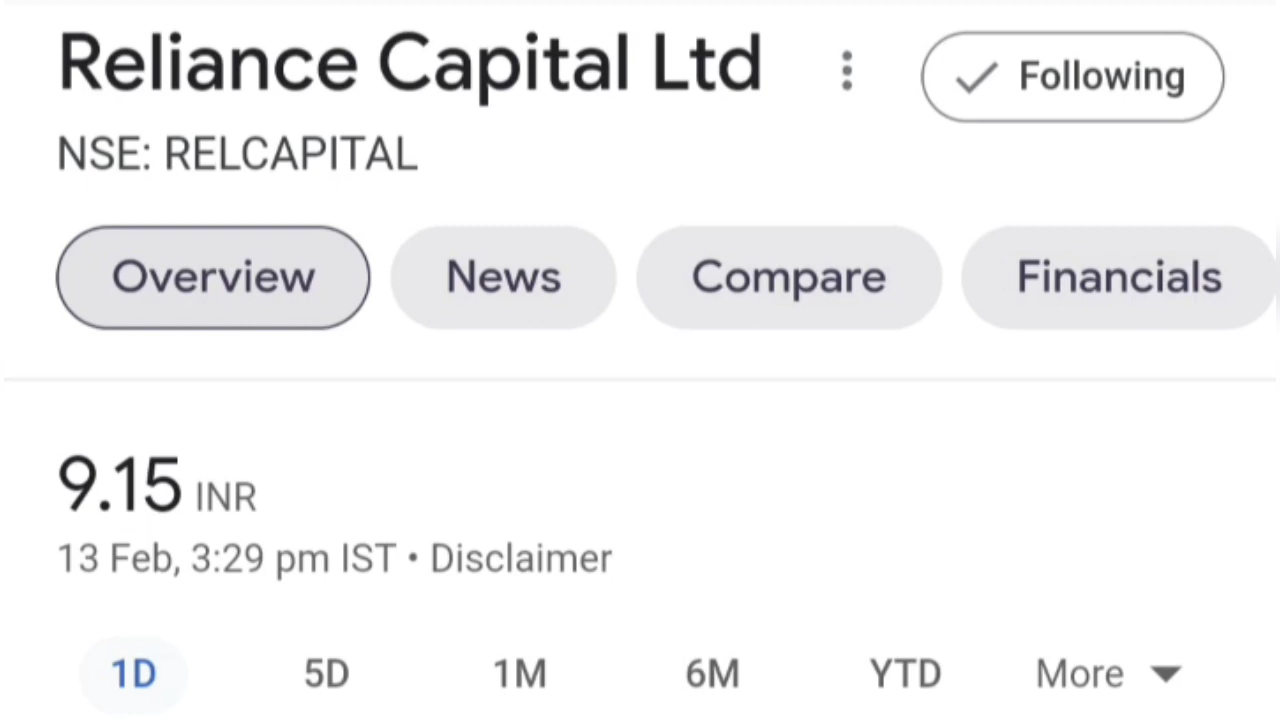 Reliance Capital Ltd
Following
NSE: RELCAPITAL
Overview News Compare Financials
9.15 INR
13 Feb, 3:29 pm IST • Disclaimer
1D 5D 1M 6M YTD More